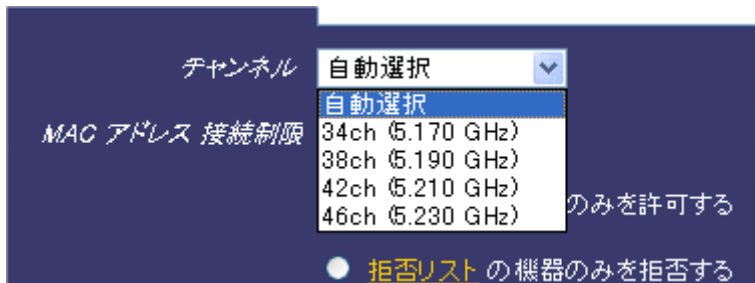 チャンネル 自動選択
自動選択
MAC アドレス 接続制限 34ch (5.170 GHz)
38ch (5.190 GHz)
42ch (5.210 GHz)
46ch (5.230 GHz) のみを許可する
拒否リスト の機器のみを拒否する